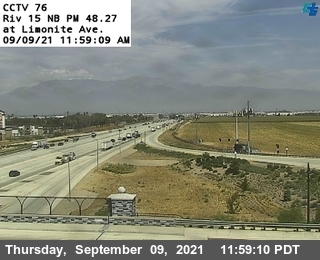 CCTV 76
Riv 15 NB PM 48.27
at Limonite Ave.
09/09/21 11:59:09 AM
Thursday, September 09, 2021 11:59:10 PDT